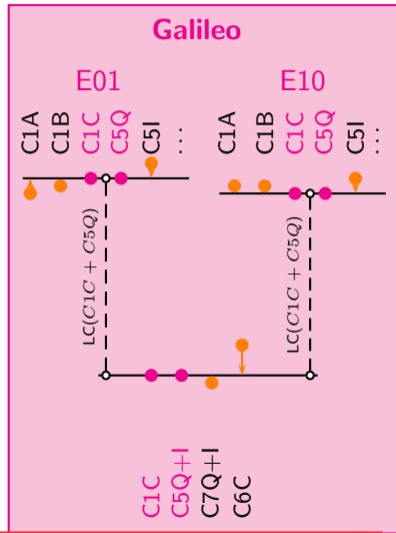 Galileo
E01 E10
C1A C1B C1C C5Q C5I ... C1A C1B C1C C5Q C5I ...
LC(C1C + C5Q) LC(C1C + C5Q)
C1C C5Q+I C7Q+I C6C